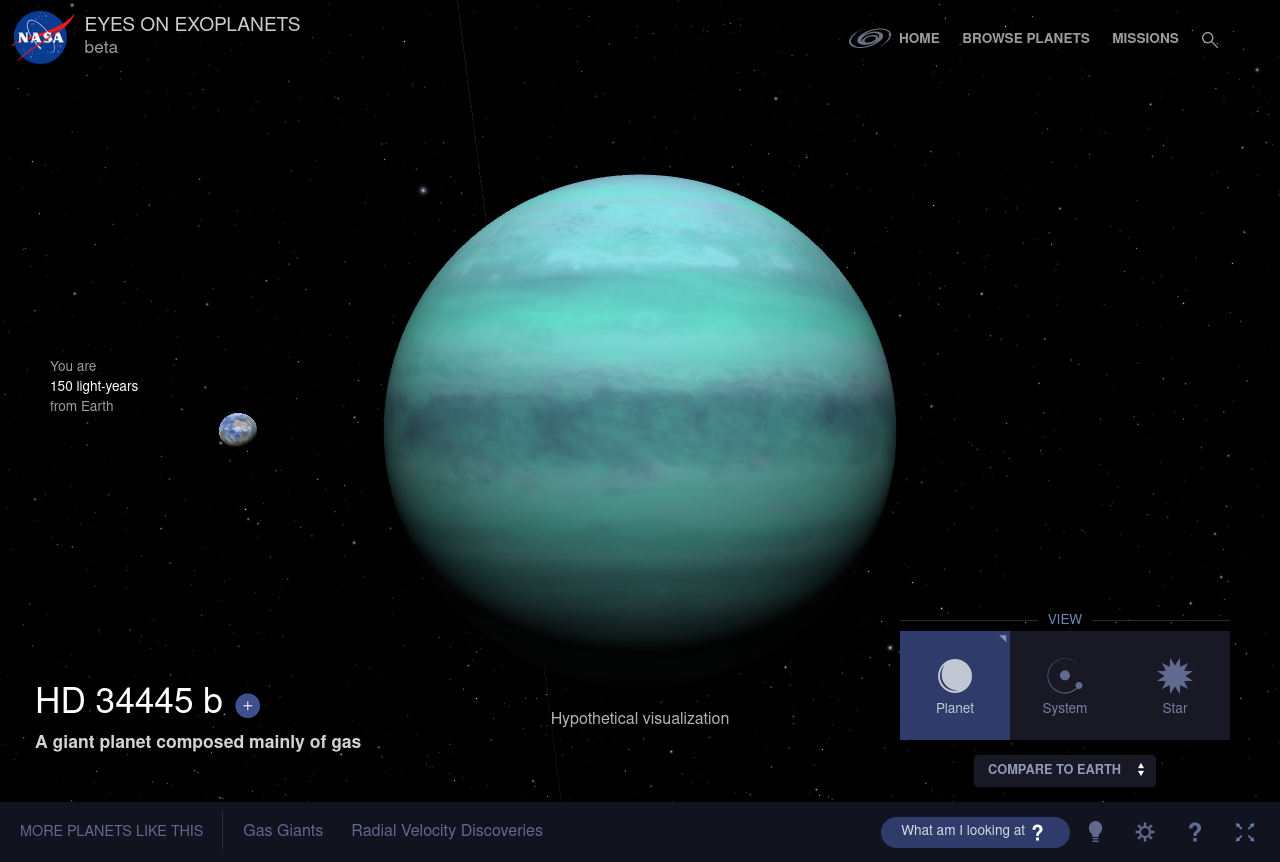 NASA
EYES ON EXOPLANETS
beta
HOME
BROWSE PLANETS
MISSIONS
You are
150 light-years
from Earth
VIEW
Planet
System
Star
HD 34445 b +
A giant planet composed mainly of gas
Hypothetical visualization
COMPARE TO EARTH
MORE PLANETS LIKE THIS
Gas Giants
Radial Velocity Discoveries
What am I looking at ?
?